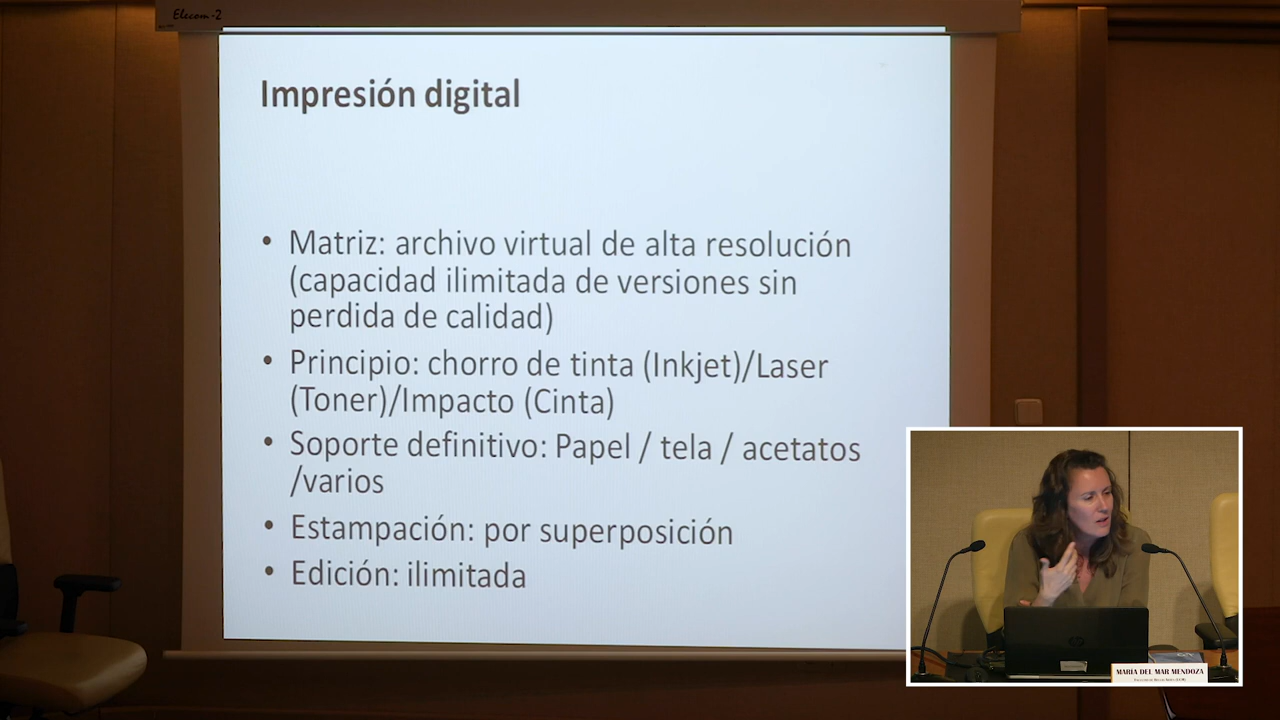 Elecom-2
Impresión digital
• Matriz: archivo virtual de alta resolución
(capacidad ilimitada de versiones sin
perdida de calidad)
• Principio: chorro de tinta (Inkjet)/Laser
(Toner)/Impacto (Cinta)
• Soporte definitivo: Papel / tela / acetatos
/varios
• Estampación: por superposición
• Edición: ilimitada
hp
MARÍA DEL MAR MENDOZA